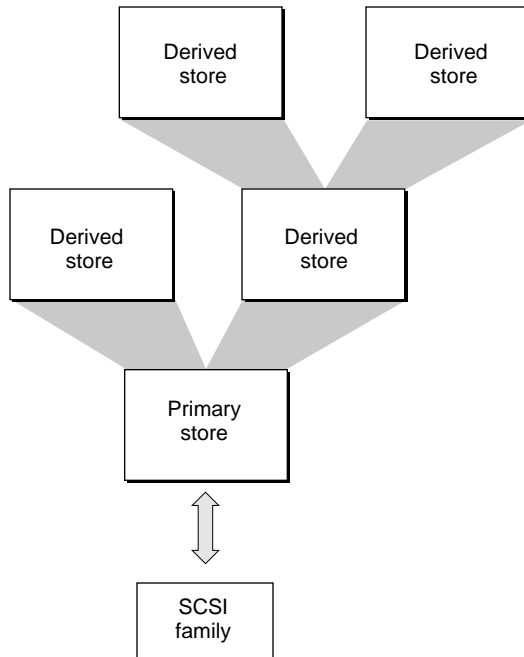 Derived
store
Derived
store
Derived
store
Derived
store
Primary
store
SCSI
family